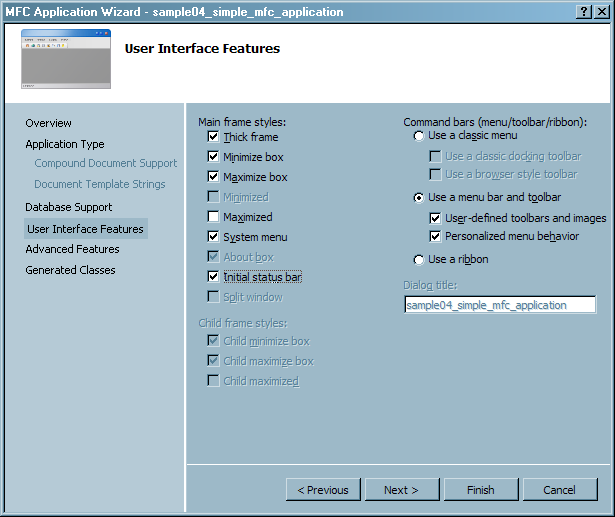 MFC Application Wizard - sample04_simple_mfc_application
User Interface Features
Overview
Application Type
Compound Document Support
Document Template Strings
Database Support
User Interface Features
Advanced Features
Generated Classes
Main frame styles:
Thick frame
Minimize box
Maximize box
Minimized
Maximized
System menu
About box
Initial status bar
Split window
Child frame styles:
Child minimize box
Child maximize box
Child maximized
Command bars (menu/toolbar/ribbon):
Use a classic menu
Use a classic docking toolbar
Use a browser style toolbar
Use a menu bar and toolbar
User-defined toolbars and images
Personalized menu behavior
Use a ribbon
Dialog title:
sample04_simple_mfc_application
< Previous
Next >
Finish
Cancel